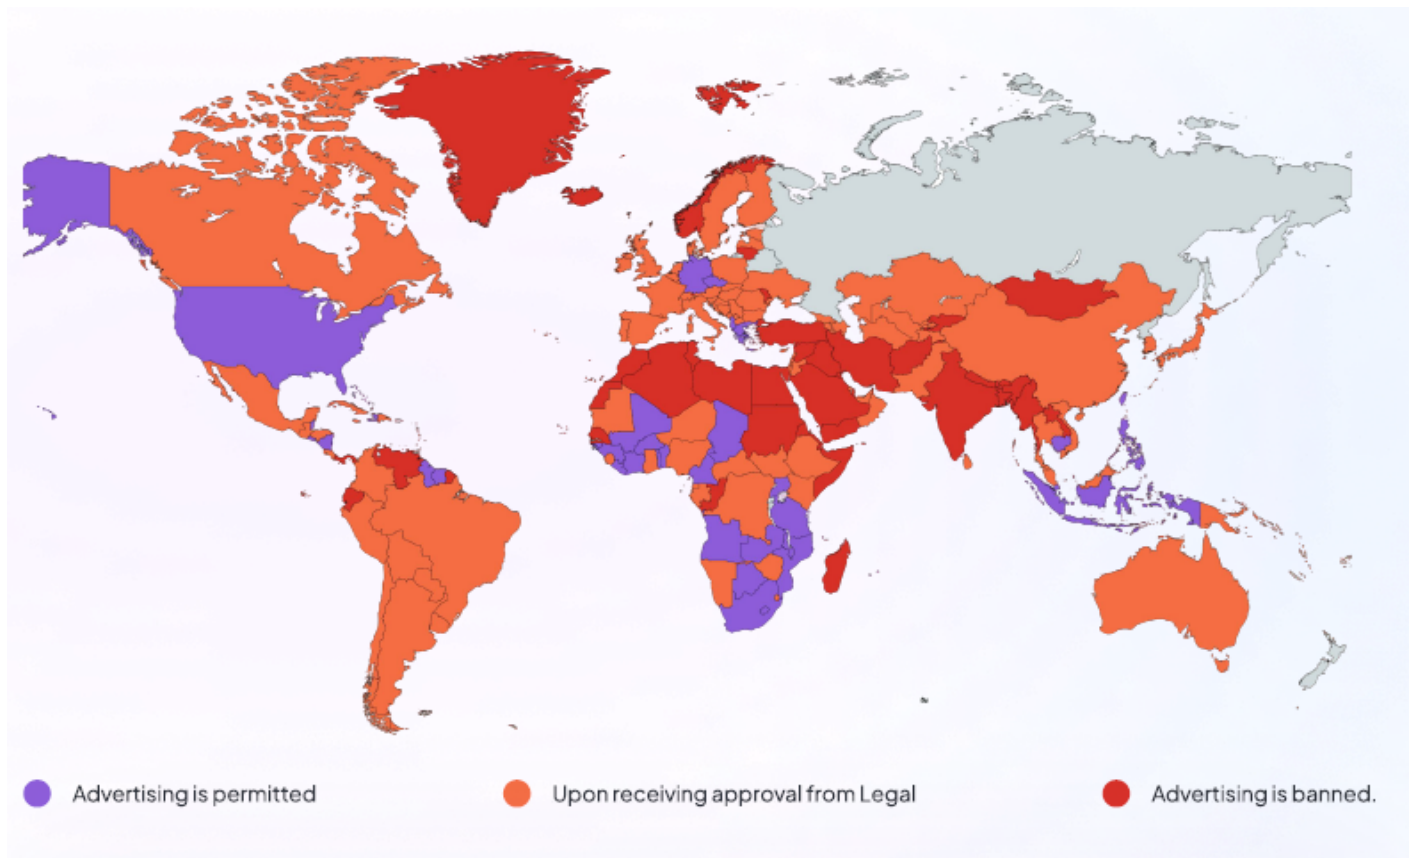 Advertising is permitted
Upon receiving approval from Legal
Advertising is banned.